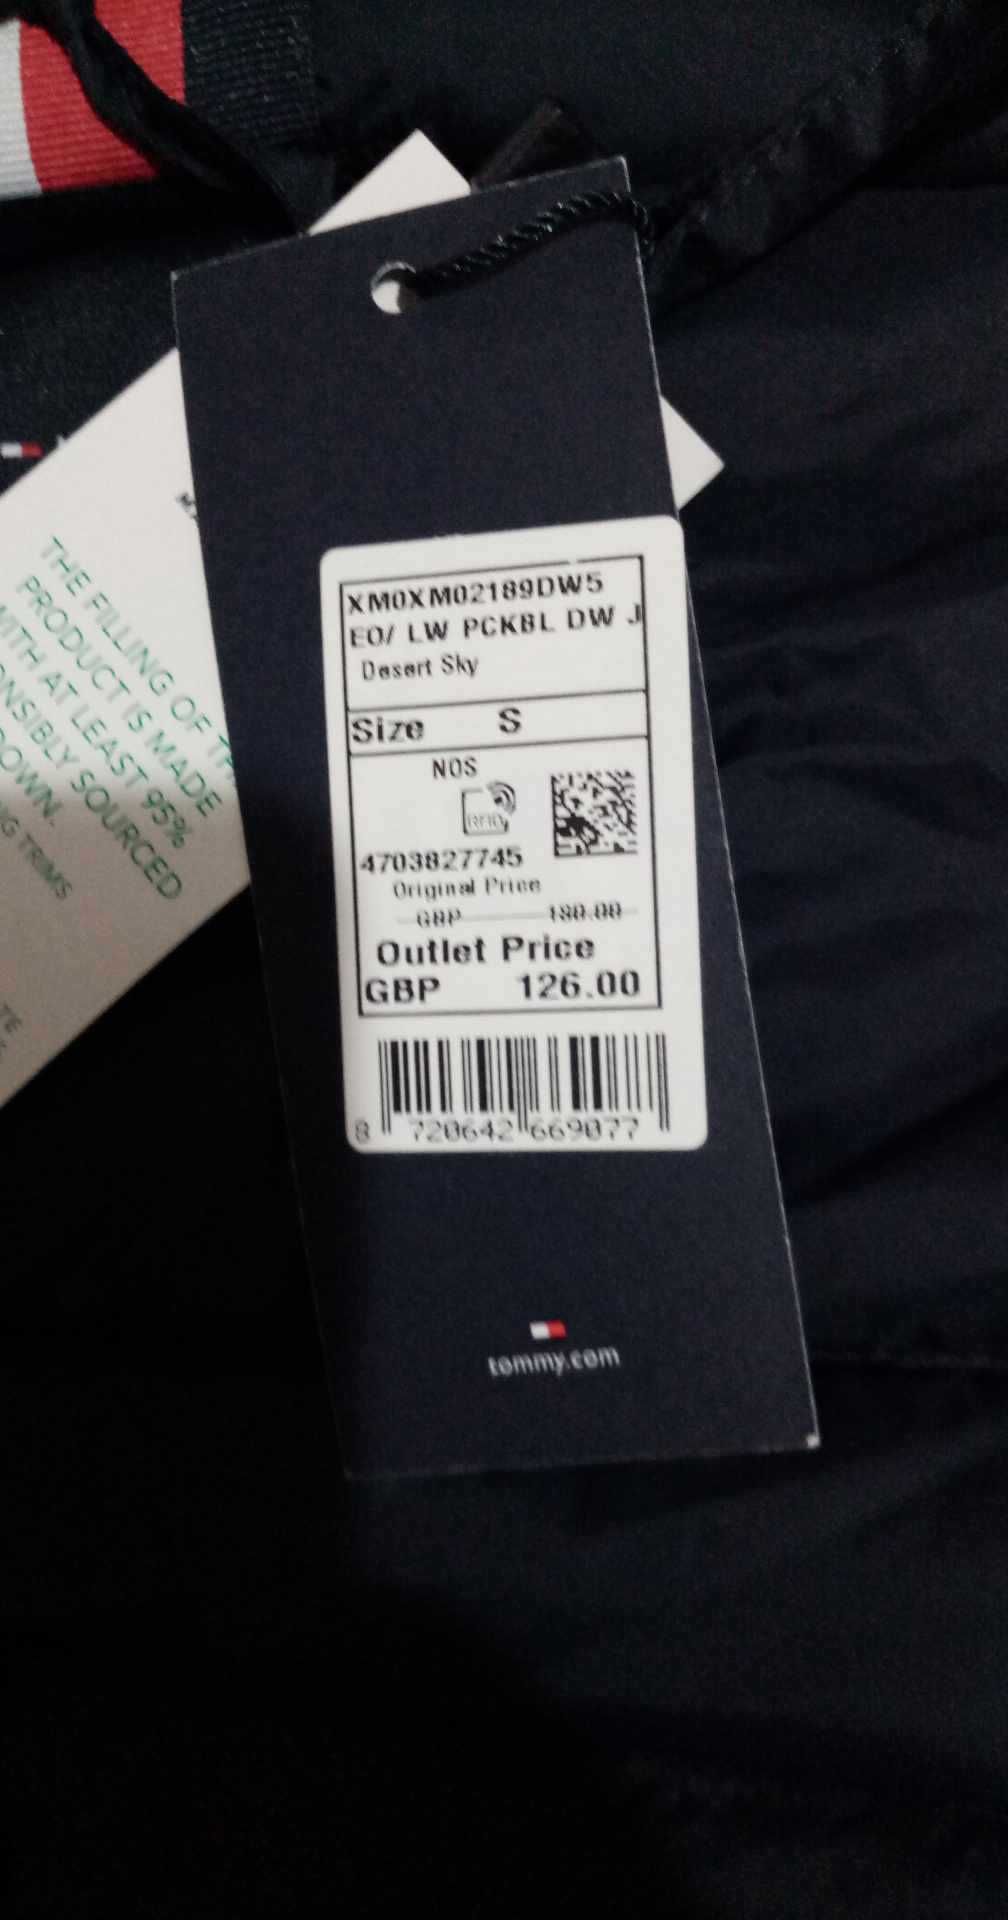 XM0XM02189DW5
EO/ LW PCKBL DW J
Desert Sky
Size S
NOS
RFID
4703827745
Original Price
GBP 180.00
Outlet Price
GBP 126.00
8 720642 669077
tommy.com
THE FILLING OF
PRODUCT IS MADE
WITH AT LEAST 95%
SOURCED
DOWN.
TRIMS